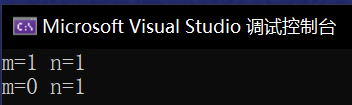 Microsoft Visual Studio 调试控制台
m=1 n=1
m=0 n=1